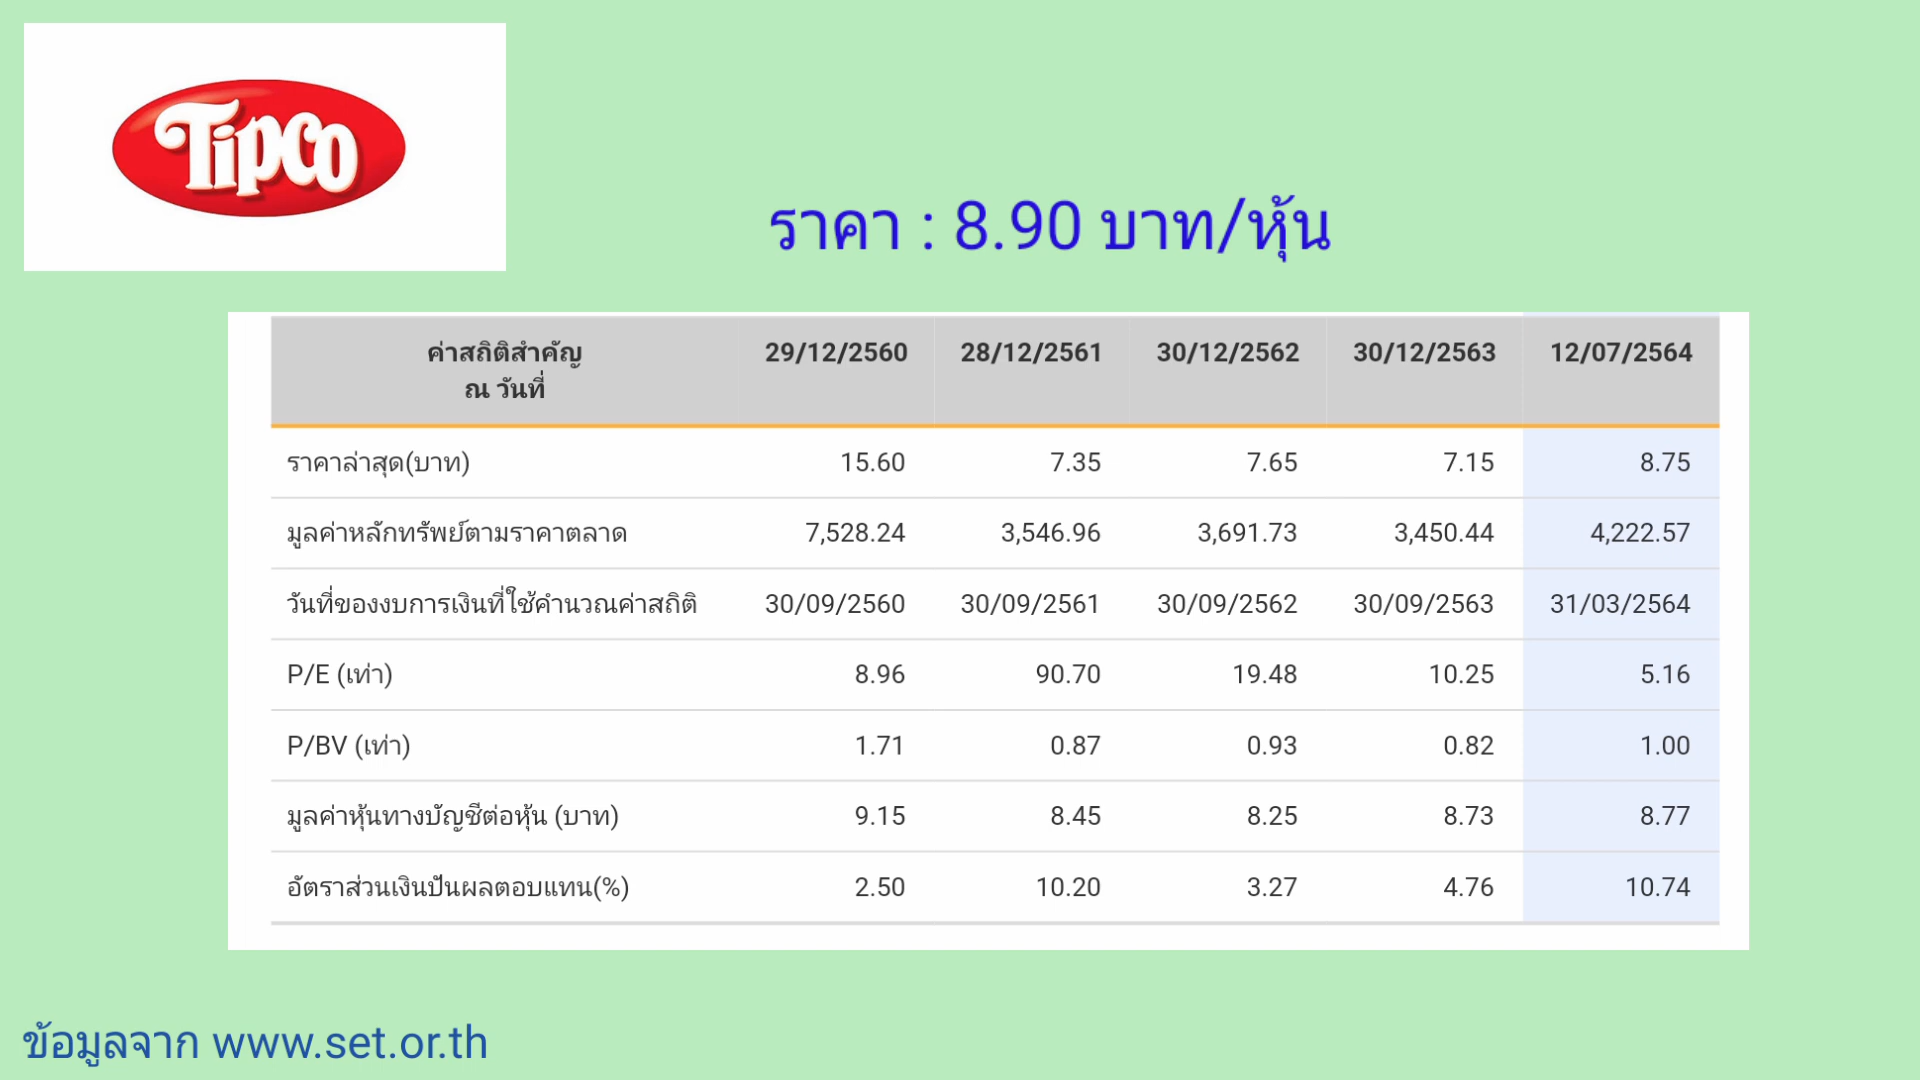 Tipco
ราคา : 8.90 บาท/หุ้น
ค่าสถิติสำคัญ
ณ วันที่ 29/12/2560 28/12/2561 30/12/2562 30/12/2563 12/07/2564
ราคาล่าสุด(บาท) 15.60 7.35 7.65 7.15 8.75
มูลค่าหลักทรัพย์ตามราคาตลาด 7,528.24 3,546.96 3,691.73 3,450.44 4,222.57
วันที่ของงบการเงินที่ใช้คำนวณค่าสถิติ 30/09/2560 30/09/2561 30/09/2562 30/09/2563 31/03/2564
P/E (เท่า) 8.96 90.70 19.48 10.25 5.16
P/BV (เท่า) 1.71 0.87 0.93 0.82 1.00
มูลค่าหุ้นทางบัญชีต่อหุ้น (บาท) 9.15 8.45 8.25 8.73 8.77
อัตราส่วนเงินปันผลตอบแทน(%) 2.50 10.20 3.27 4.76 10.74
ข้อมูลจาก www.set.or.th